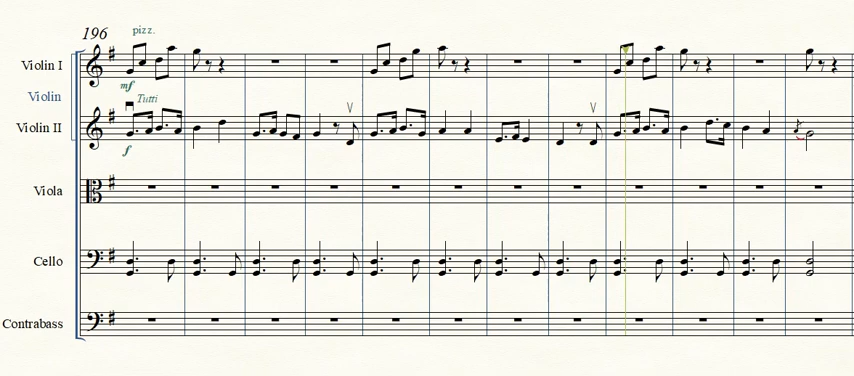 196
pizz.
Violin I
mf
Violin
Tutti
Violin II
f
Viola
Cello
Contrabass